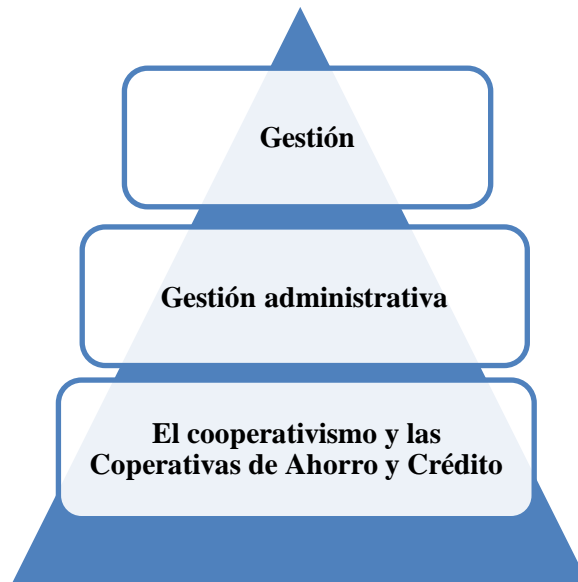 Gestión
Gestión administrativa
El cooperativismo y las
Coperativas de Ahorro y Crédito